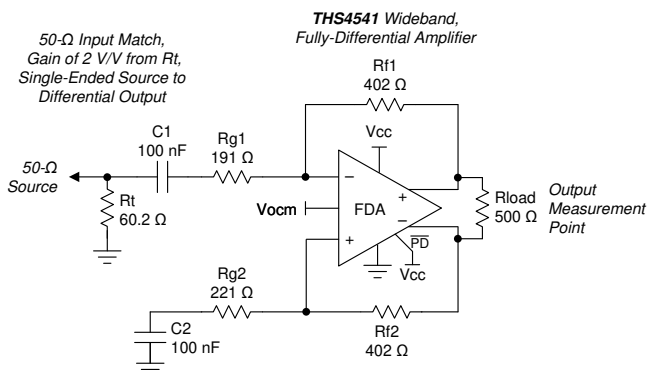 THS4541 Wideband,
Fully-Differential Amplifier
50-Ω Input Match,
Gain of 2 V/V from Rt,
Single-Ended Source to
Differential Output
Rf1
402 Ω
C1
100 nF
Rg1
191 Ω
Vcc
50-Ω
Source
Rt
60.2 Ω
Vocm
−
+
FDA
+
−
PD
Vcc
Rload
500 Ω
Output
Measurement
Point
Rg2
221 Ω
C2
100 nF
Rf2
402 Ω